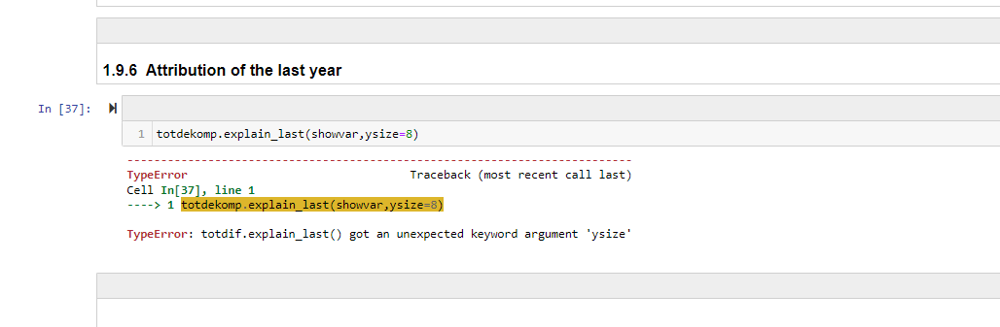 1.9.6 Attribution of the last year
In [37]:
1 totdekomp.explain_last(showvar,ysize=8)
---------------------------------------------------------------------------
TypeError Traceback (most recent call last)
Cell In[37], line 1
----> 1 totdekomp.explain_last(showvar,ysize=8)
TypeError: totdif.explain_last() got an unexpected keyword argument 'ysize'